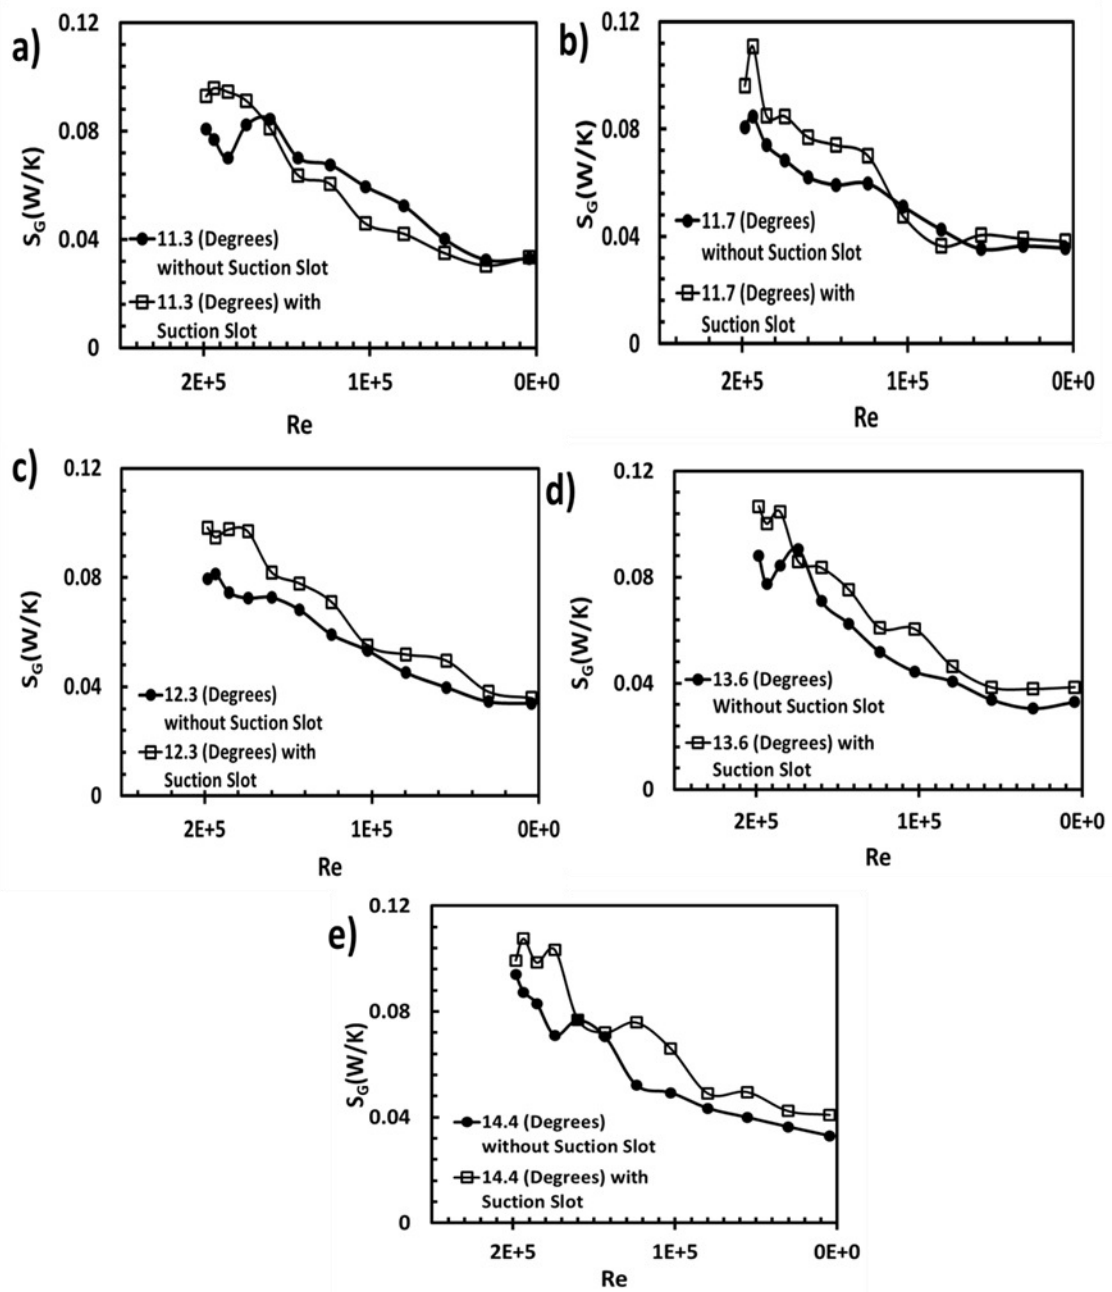 a)
0.12
0.08
0.04
0
S_G(W/K)
11.3 (Degrees)
without Suction Slot
11.3 (Degrees) with
Suction Slot
2E+5
1E+5
0E+0
Re
b)
0.12
0.08
0.04
0
S_G(W/K)
11.7 (Degrees)
without Suction Slot
11.7 (Degrees) with
Suction Slot
2E+5
1E+5
0E+0
Re
c)
0.12
0.08
0.04
0
S_G(W/K)
12.3 (Degrees)
without Suction Slot
12.3 (Degrees) with
Suction Slot
2E+5
1E+5
0E+0
Re
d)
0.12
0.08
0.04
0
S_G(W/K)
13.6 (Degrees)
Without Suction Slot
13.6 (Degrees) with
Suction Slot
2E+5
1E+5
0E+0
Re
e)
0.12
0.08
0.04
0
S_G(W/K)
14.4 (Degrees)
without Suction Slot
14.4 (Degrees) with
Suction Slot
2E+5
1E+5
0E+0
Re